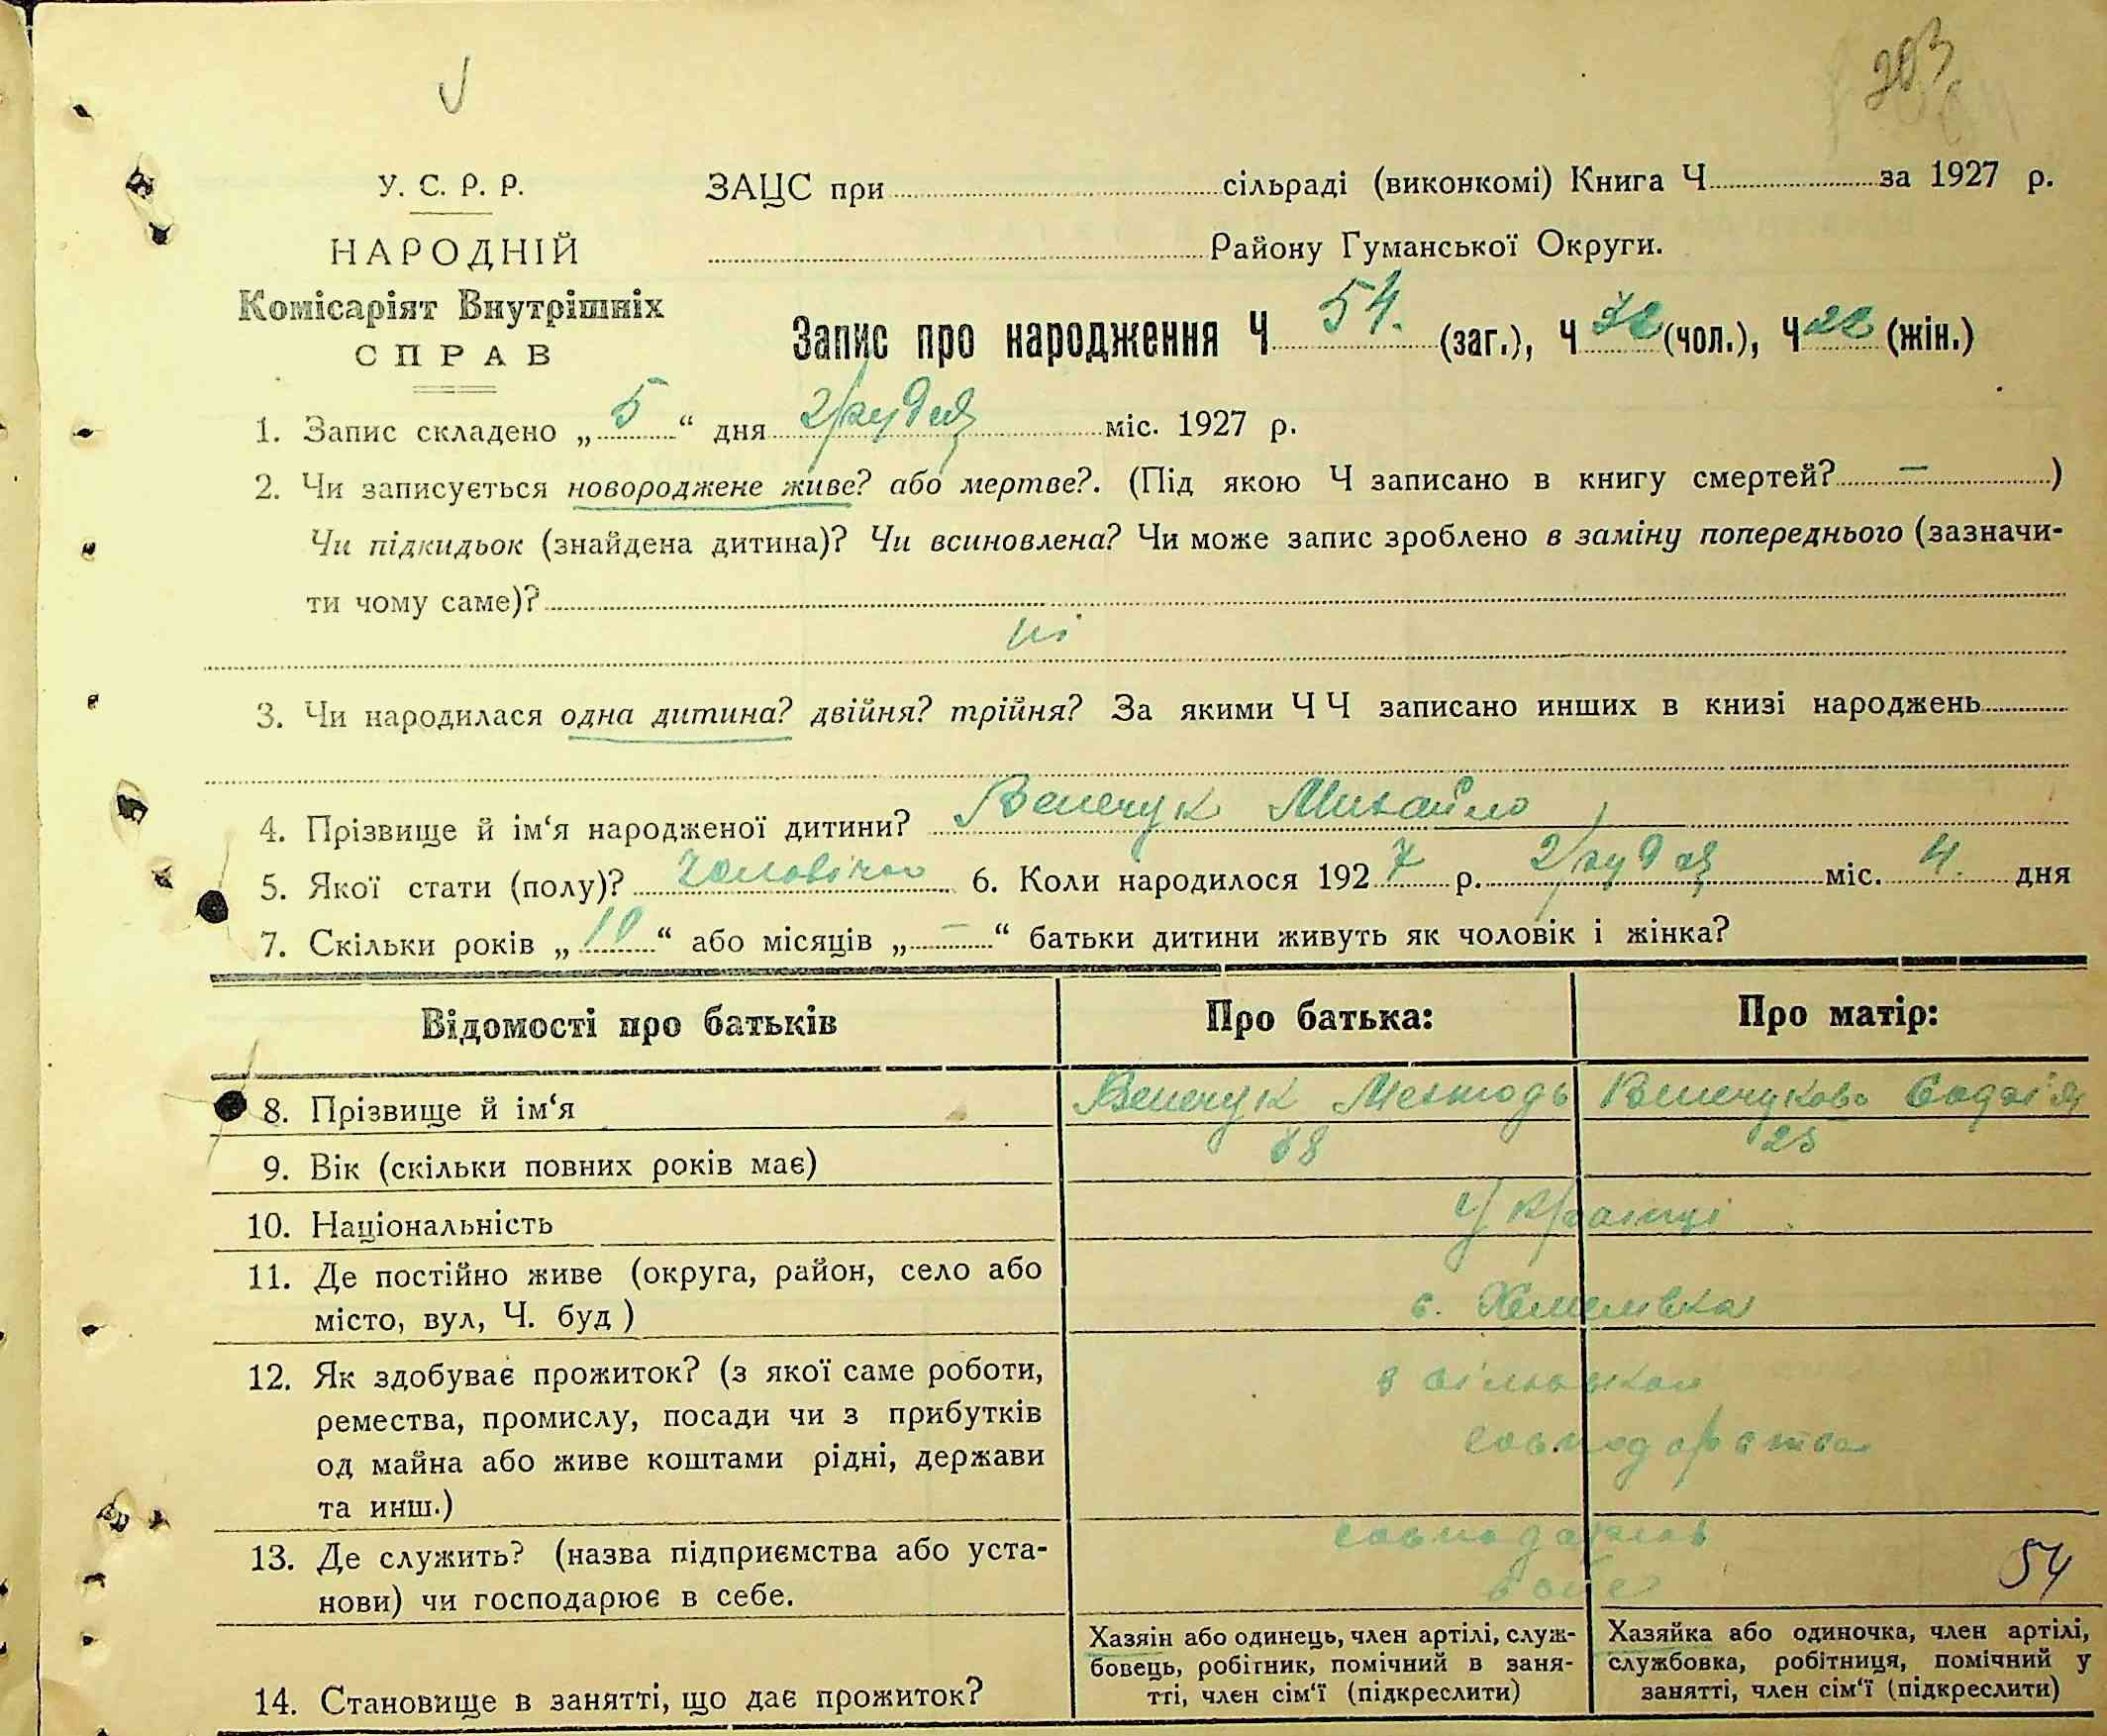 303
У. С. Р. Р.
НАРОДНІЙ
Комісаріят Внутрішніх
СПРАВ
ЗАЦС при сільраді (виконкомі) Книга Ч за 1927 р.
Району Гуманської Округи.
Запис про народження Ч 54. (заг.), Ч 32 (чол.), Ч 22 (жін.)
1. Запис складено „ 5 “ дня грудня міс. 1927 р.
2. Чи записується новороджене живе? або мертве?. (Під якою Ч записано в книгу смертей? — )
Чи підкидьок (знайдена дитина)? Чи всиновлена? Чи може запис зроблено в заміну попереднього (зазначи-
ти чому саме)?
ні
3. Чи народилася одна дитина? двійня? трійня? За якими ЧЧ записано инших в книзі народжень
4. Прізвище й ім‘я народженої дитини? Михайло
5. Якої стати (полу)? 6. Коли народилося 1927 р. грудня міс. 4. дня
7. Скільки років „ 10 “ або місяців „ — “ батьки дитини живуть як чоловік і жінка?
Відомості про батьків
Про батька:
Про матір:
8. Прізвище й ім‘я
9. Вік (скільки повних років має)
10. Національність Українці
11. Де постійно живе (округа, район, село або
місто, вул, Ч. буд )
с.
12. Як здобуває прожиток? (з якої саме роботи,
ремества, промислу, посади чи з прибутків
од майна або живе коштами рідні, держави
та инш.)
13. Де служить? (назва підприємства або уста-
нови) чи господарює в себе.
54
14. Становище в занятті, що дає прожиток?
Хазяін або одинець, член артілі, служ-
бовець, робітник, помічний в заня-
тті, член сім‘ї (підкреслити)
Хазяйка або одиночка, член артілі,
службовка, робітниця, помічний у
занятті, член сім‘ї (підкреслити)